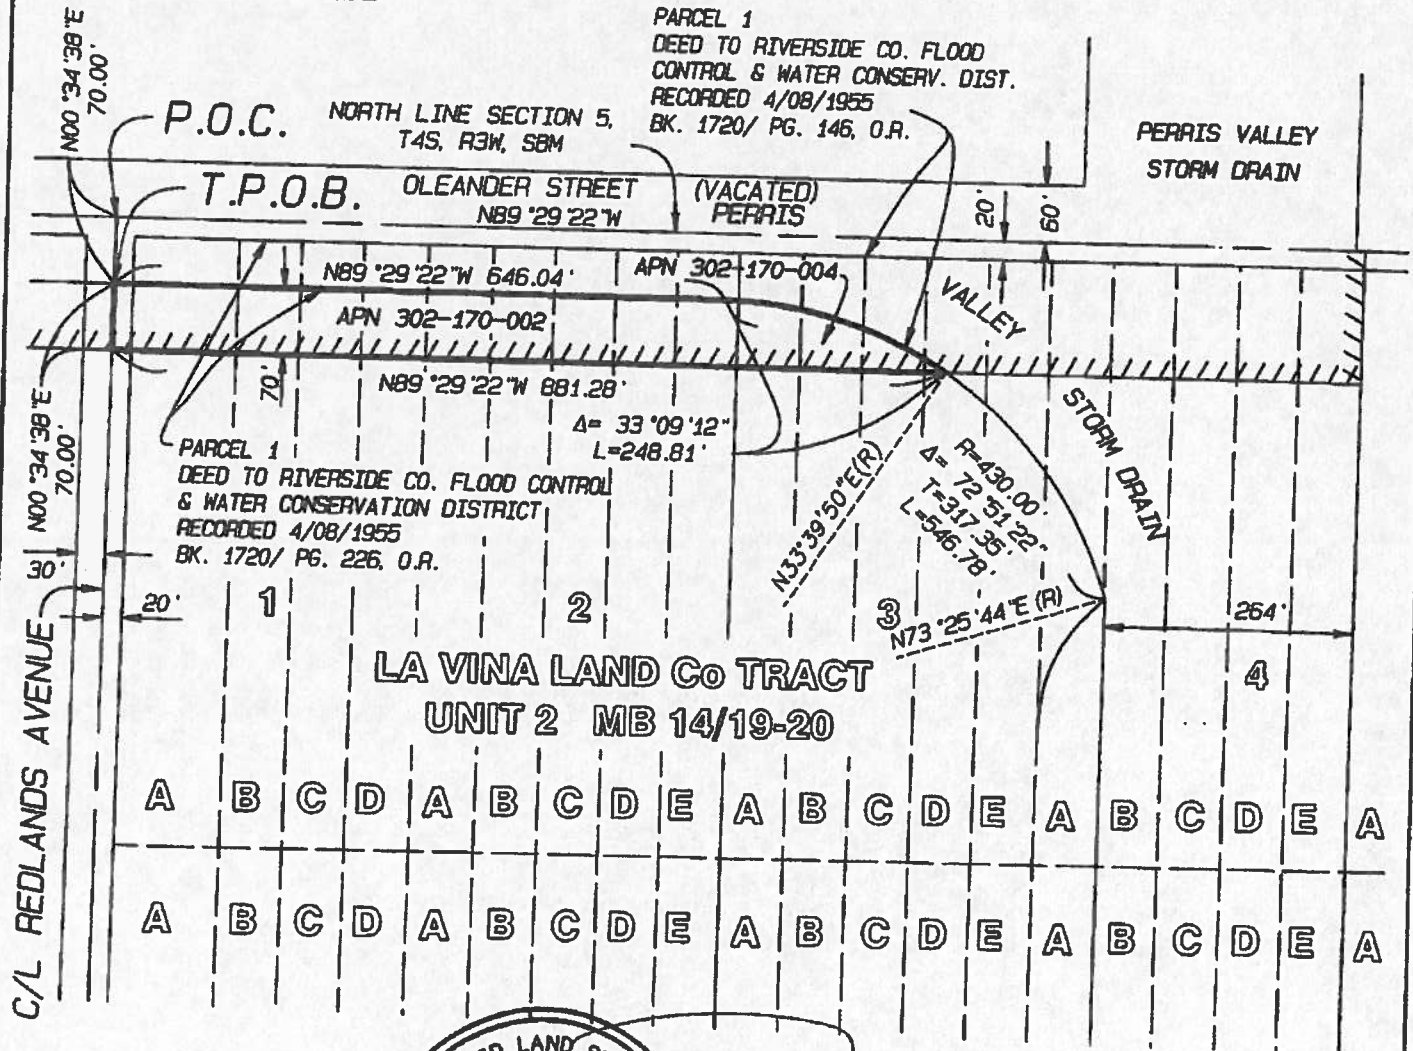 N00°34'38"E
70.00'
PARCEL 1
DEED TO RIVERSIDE CO. FLOOD
CONTROL & WATER CONSERV. DIST.
RECORDED 4/08/1955
BK. 1720/ PG. 146, O.R.
P.O.C.
NORTH LINE SECTION 5,
T4S, R3W, SBM
PERRIS VALLEY
STORM DRAIN
T.P.O.B.
OLEANDER STREET
(VACATED)
N89°29'22"W
PERRIS
20'
60'
N89°29'22"W 646.04'
APN 302-170-004
VALLEY
APN 302-170-002
70'
N89°29'22"W 881.28'
Δ= 33°09'12"
L=248.81'
STORM DRAIN
N00°34'38"E
70.00'
PARCEL 1
DEED TO RIVERSIDE CO. FLOOD CONTROL
& WATER CONSERVATION DISTRICT
RECORDED 4/08/1955
BK. 1720/ PG. 226, O.R.
N33°39'50"E(R)
R=430.00'
Δ= 72°51'22"
T=317.35'
L=546.78'
30'
20'
1
2
3
N73°25'44"E (R)
264'
4
LA VINA LAND Co TRACT
UNIT 2 MB 14/19-20
C/L REDLANDS AVENUE
A B C D A B C D E A B C D E A B C D E A
A B C D A B C D E A B C D E A B C D E A
LAND